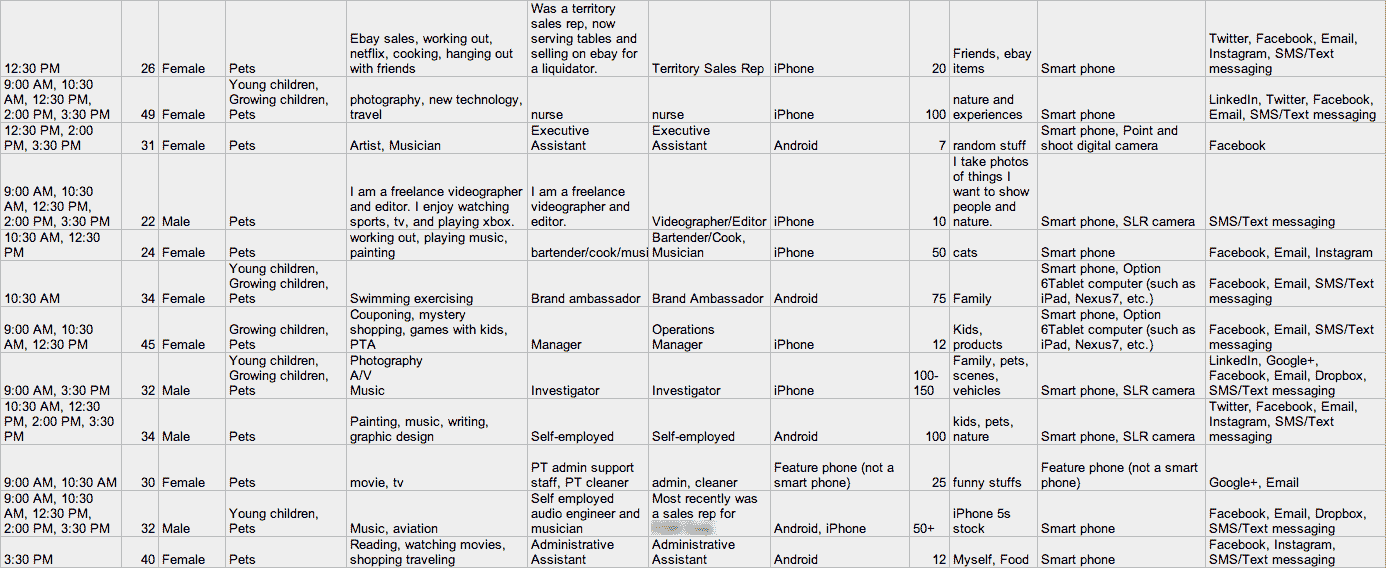 12:30 PM
26
Female
Pets
Ebay sales, working out,
netflix, cooking, hanging out
with friends
Was a territory
sales rep, now
serving tables and
selling on ebay for
a liquidator.
Territory Sales Rep
iPhone
20
Friends, ebay
items
Smart phone
Twitter, Facebook, Email,
Instagram, SMS/Text
messaging
9:00 AM, 10:30
AM, 12:30 PM,
2:00 PM, 3:30 PM
49
Female
Young children,
Growing children,
Pets
photography, new technology,
travel
nurse
nurse
iPhone
100
nature and
experiences
Smart phone
LinkedIn, Twitter, Facebook,
Email, SMS/Text messaging
12:30 PM, 2:00
PM, 3:30 PM
31
Female
Pets
Artist, Musician
Executive
Assistant
Executive
Assistant
Android
7
random stuff
Smart phone, Point and
shoot digital camera
Facebook
9:00 AM, 10:30
AM, 12:30 PM,
2:00 PM, 3:30 PM
22
Male
Pets
I am a freelance videographer
and editor. I enjoy watching
sports, tv, and playing xbox.
I am a freelance
videographer and
editor.
Videographer/Editor
iPhone
10
I take photos
of things I
want to show
people and
nature.
Smart phone, SLR camera
SMS/Text messaging
10:30 AM, 12:30
PM
24
Female
Pets
working out, playing music,
painting
bartender/cook/musi
Bartender/Cook,
Musician
iPhone
50
cats
Smart phone
Facebook, Email, Instagram
10:30 AM
34
Female
Young children,
Growing children,
Pets
Swimming exercising
Brand ambassador
Brand Ambassador
Android
75
Family
Smart phone, Option
6Tablet computer (such as
iPad, Nexus7, etc.)
Facebook, Email, SMS/Text
messaging
9:00 AM, 10:30
AM, 12:30 PM
45
Female
Growing children,
Pets
Couponing, mystery
shopping, games with kids,
PTA
Manager
Operations
Manager
iPhone
12
Kids,
products
Smart phone, Option
6Tablet computer (such as
iPad, Nexus7, etc.)
Facebook, Email, SMS/Text
messaging
9:00 AM, 3:30 PM
32
Male
Young children,
Growing children,
Pets
Photography
A/V
Music
Investigator
Investigator
iPhone
100-
150
Family, pets,
scenes,
vehicles
Smart phone, SLR camera
LinkedIn, Google+,
Facebook, Email, Dropbox,
SMS/Text messaging
10:30 AM, 12:30
PM, 2:00 PM, 3:30
PM
34
Male
Pets
Painting, music, writing,
graphic design
Self-employed
Self-employed
Android
100
kids, pets,
nature
Smart phone, SLR camera
Twitter, Facebook, Email,
Instagram, SMS/Text
messaging
9:00 AM, 10:30 AM
30
Female
Pets
movie, tv
PT admin support
staff, PT cleaner
admin, cleaner
Feature phone (not a
smart phone)
25
funny stuffs
Feature phone (not a smart
phone)
Google+, Email
9:00 AM, 10:30
AM, 12:30 PM,
2:00 PM, 3:30 PM
32
Male
Young children,
Pets
Music, aviation
Self employed
audio engineer and
musician
Most recently was
a sales rep for
Android, iPhone
50+
iPhone 5s
stock
Smart phone
Facebook, Email, Dropbox,
SMS/Text messaging
3:30 PM
40
Female
Pets
Reading, watching movies,
shopping traveling
Administrative
Assistant
Administrative
Assistant
Android
12
Myself, Food
Smart phone
Facebook, Instagram,
SMS/Text messaging